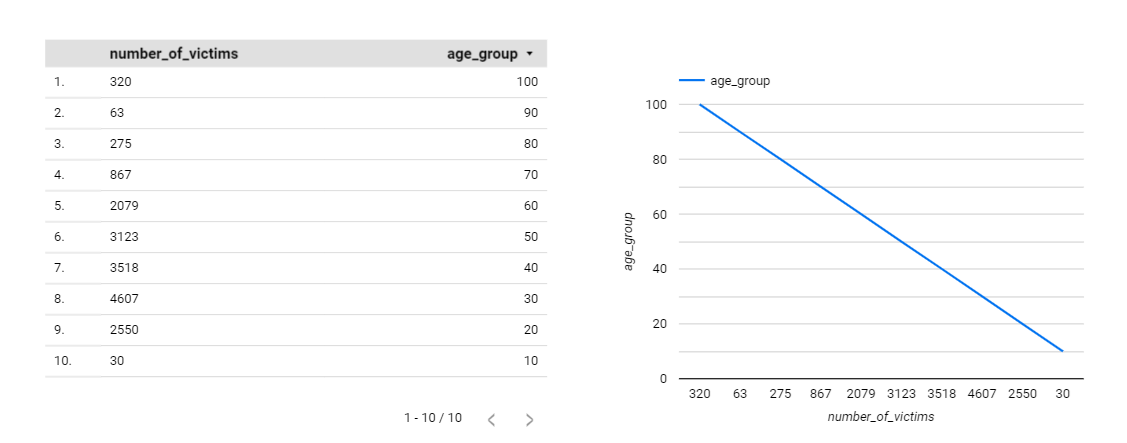 number_of_victims age_group
1. 320 100
2. 63 90
3. 275 80
4. 867 70
5. 2079 60
6. 3123 50
7. 3518 40
8. 4607 30
9. 2550 20
10. 30 10
1 - 10 / 10
age_group
100
80
60
40
20
0
age_group
320 63 275 867 2079 3123 3518 4607 2550 30
number_of_victims